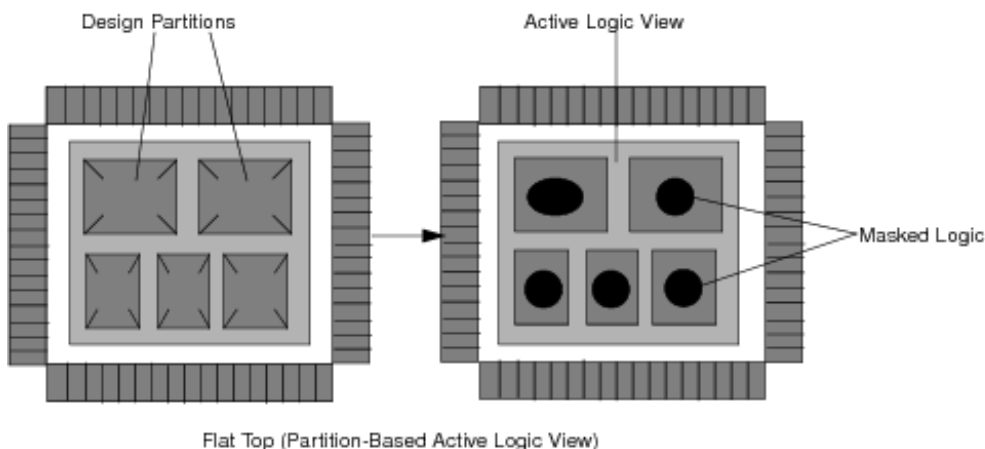 Design Partitions
Active Logic View
Masked Logic
Flat Top (Partition-Based Active Logic View)